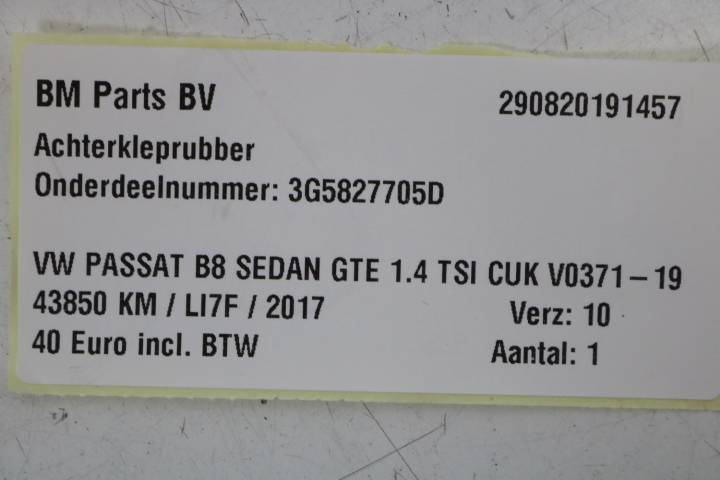 BM Parts BV 290820191457
Achterkleprubber
Onderdeelnummer: 3G5827705D
VW PASSAT B8 SEDAN GTE 1.4 TSI CUK V0371-19
43850 KM / LI7F / 2017 Verz: 10
40 Euro incl. BTW Aantal: 1